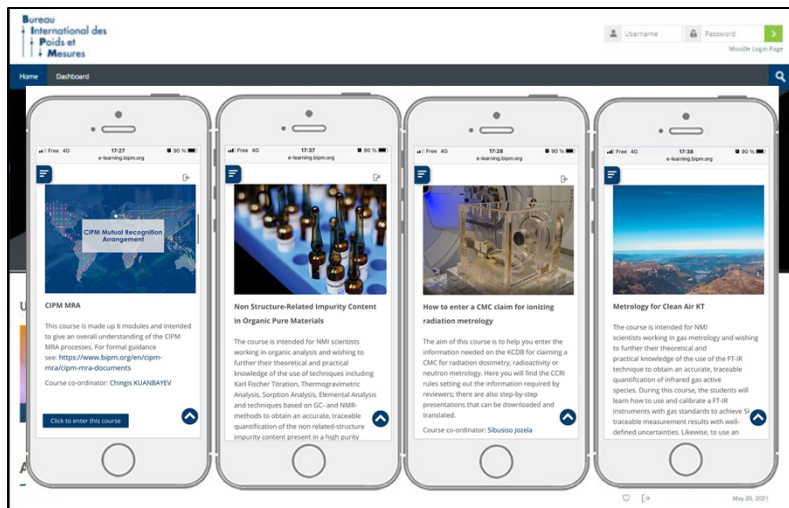 Bureau
International des
Poids et
Mesures
Username
Password
Moodle Login Page
Home
Dashboard
Free 4G
17:27
90 %
e-learning.bipm.org
CIPM Mutual Recognition
Arrangement
CIPM MRA
This course is made up 6 modules and intended
to give an overall understanding of the CIPM
MRA processes. For formal guidance
see: https://www.bipm.org/en/cipm-
mra/cipm-mra-documents
Course co-ordinator: Chingis KUANBAYEV
Click to enter this course
Free 4G
17:37
90 %
e-learning.bipm.org
Non Structure-Related Impurity Content
in Organic Pure Materials
The course is intended for NMI scientists
working in organic analysis and wishing to
further their theoretical and practical
knowledge of the use of techniques including
Karl Fischer Titration, Thermogravimetric
Analysis, Sorption Analysis, Elemental Analysis
and techniques based on GC- and NMR-
methods to obtain an accurate, traceable
quantification of the non related-structure
impurity content present in a high purity
Free 4G
17:28
90 %
e-learning.bipm.org
How to enter a CMC claim for ionizing
radiation metrology
The aim of this course is to help you enter the
information needed on the KCDB for claiming a
CMC for radiation dosimetry, radioactivity or
neutron metrology. Here you will find the CCRI
rules setting out the information required by
reviewers; there are also step-by-step
presentations that can be downloaded and
translated.
Course co-ordinator: Sibusiso Jozela
Free 4G
17:38
90 %
e-learning.bipm.org
Metrology for Clean Air KT
The course is intended for NMI
scientists working in gas metrology and wishing
to further their theoretical and
practical knowledge of the use of the FT-IR
technique to obtain an accurate, traceable
quantification of infrared gas active
species. During this course, the students will
learn how to use and calibrate a FT-IR
instruments with gas standards to achieve SI
traceable measurement results with well-
defined uncertainties. Likewise, to use an
May 20, 2021